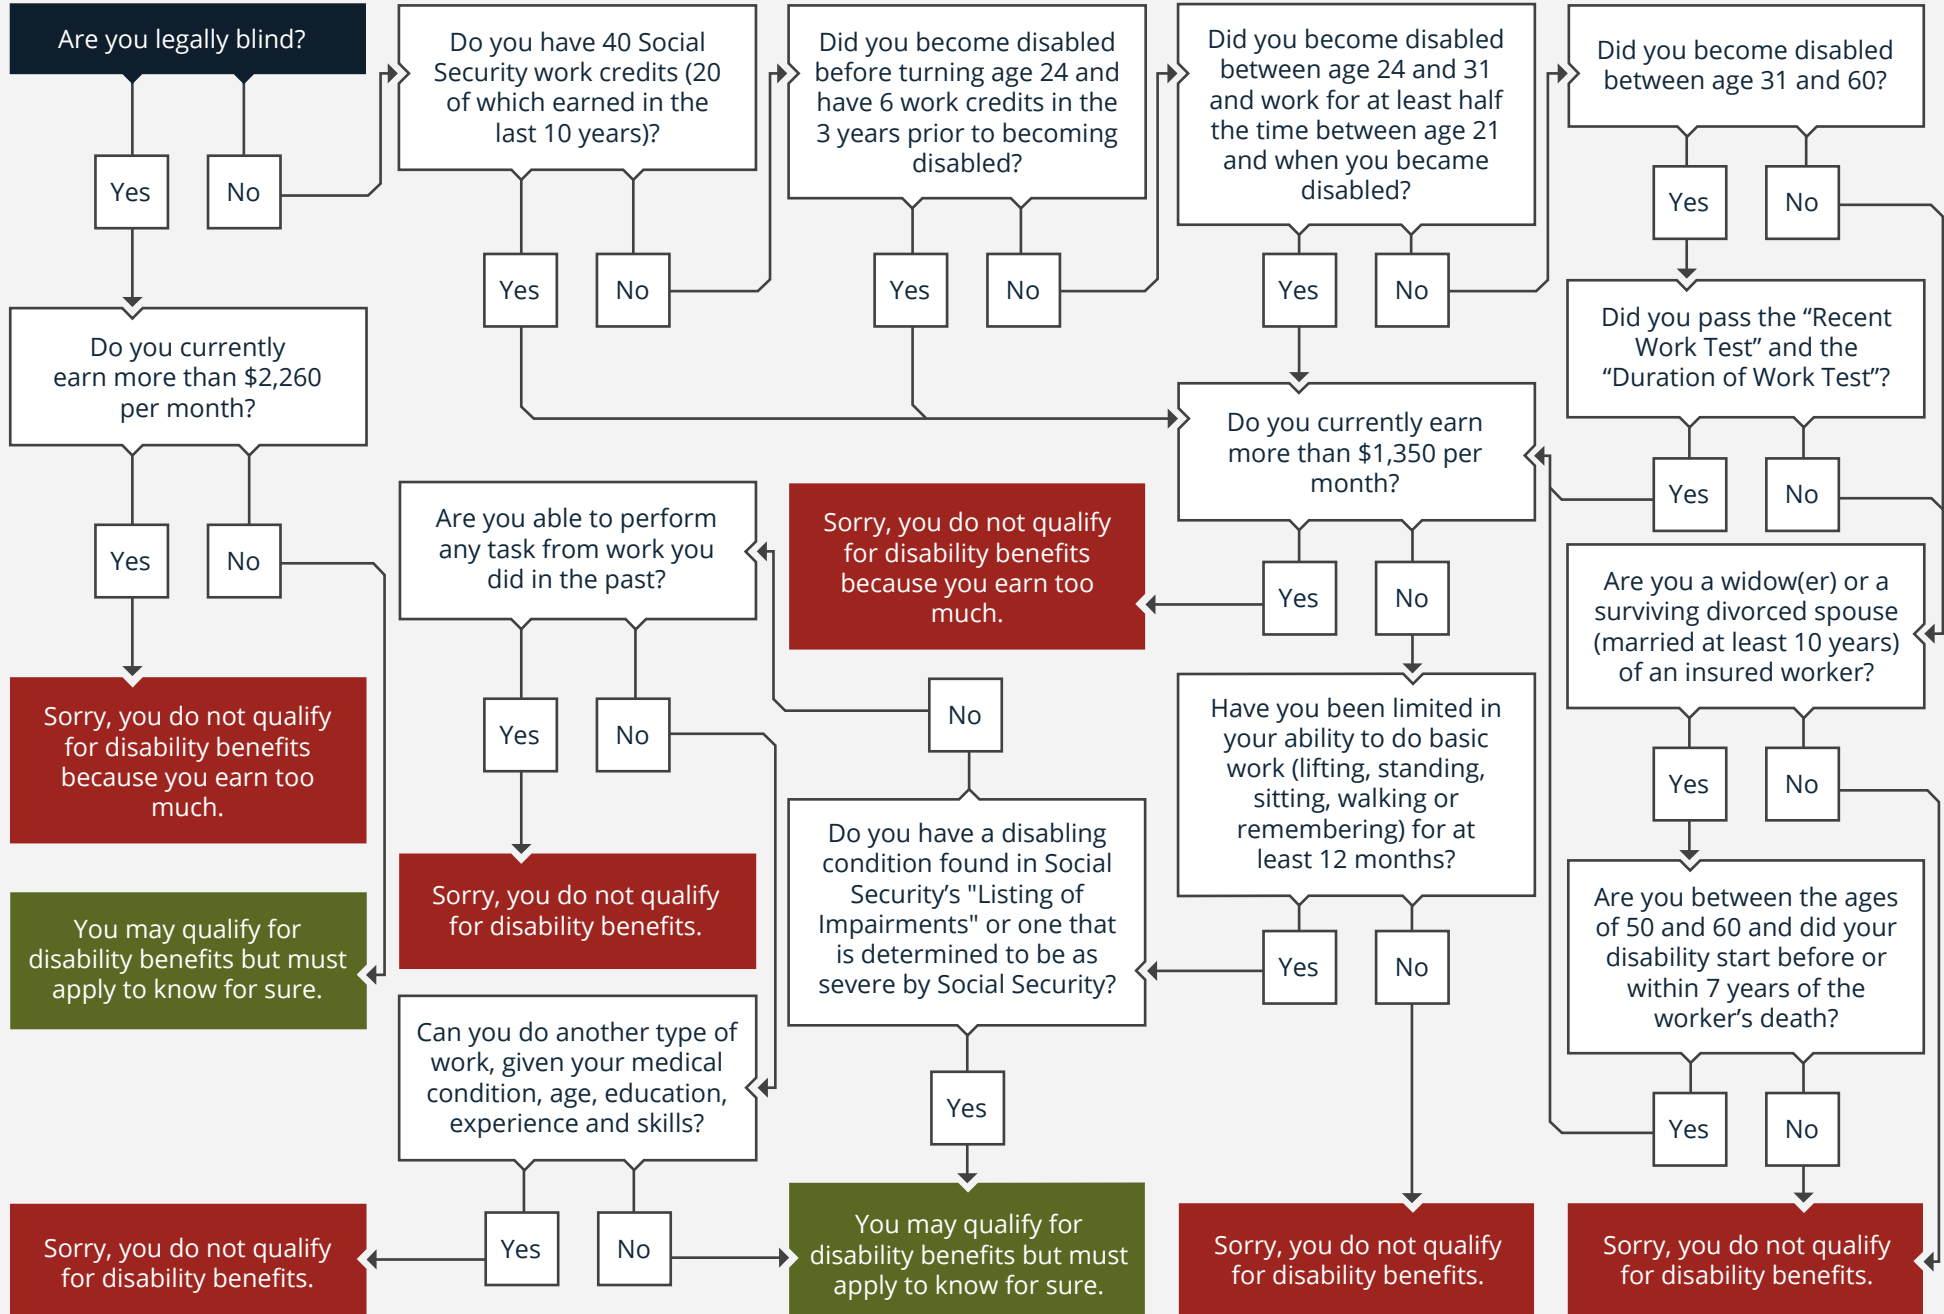 Are you legally blind?
Yes
No
Do you currently
earn more than $2,260
per month?
Yes
No
Sorry, you do not qualify
for disability benefits
because you earn too
much.
You may qualify for
disability benefits but must
apply to know for sure.
Do you have 40 Social
Security work credits (20
of which earned in the
last 10 years)?
Yes
No
Did you become disabled
before turning age 24 and
have 6 work credits in the
3 years prior to becoming
disabled?
Yes
No
Did you become disabled
between age 24 and 31
and work for at least half
the time between age 21
and when you became
disabled?
Yes
No
Did you become disabled
between age 31 and 60?
Yes
No
Did you pass the “Recent
Work Test” and the
“Duration of Work Test”?
Yes
No
Are you a widow(er) or a
surviving divorced spouse
(married at least 10 years)
of an insured worker?
Yes
No
Are you between the ages
of 50 and 60 and did your
disability start before or
within 7 years of the
worker’s death?
Yes
No
Sorry, you do not qualify
for disability benefits.
Do you currently earn
more than $1,350 per
month?
Yes
No
Sorry, you do not qualify
for disability benefits
because you earn too
much.
Have you been limited in
your ability to do basic
work (lifting, standing,
sitting, walking or
remembering) for at
least 12 months?
Yes
No
Sorry, you do not qualify
for disability benefits.
Do you have a disabling
condition found in Social
Security’s "Listing of
Impairments" or one that
is determined to be as
severe by Social Security?
No
Yes
You may qualify for
disability benefits but must
apply to know for sure.
Are you able to perform
any task from work you
did in the past?
Yes
No
Sorry, you do not qualify
for disability benefits.
Can you do another type of
work, given your medical
condition, age, education,
experience and skills?
Yes
No
Sorry, you do not qualify
for disability benefits.